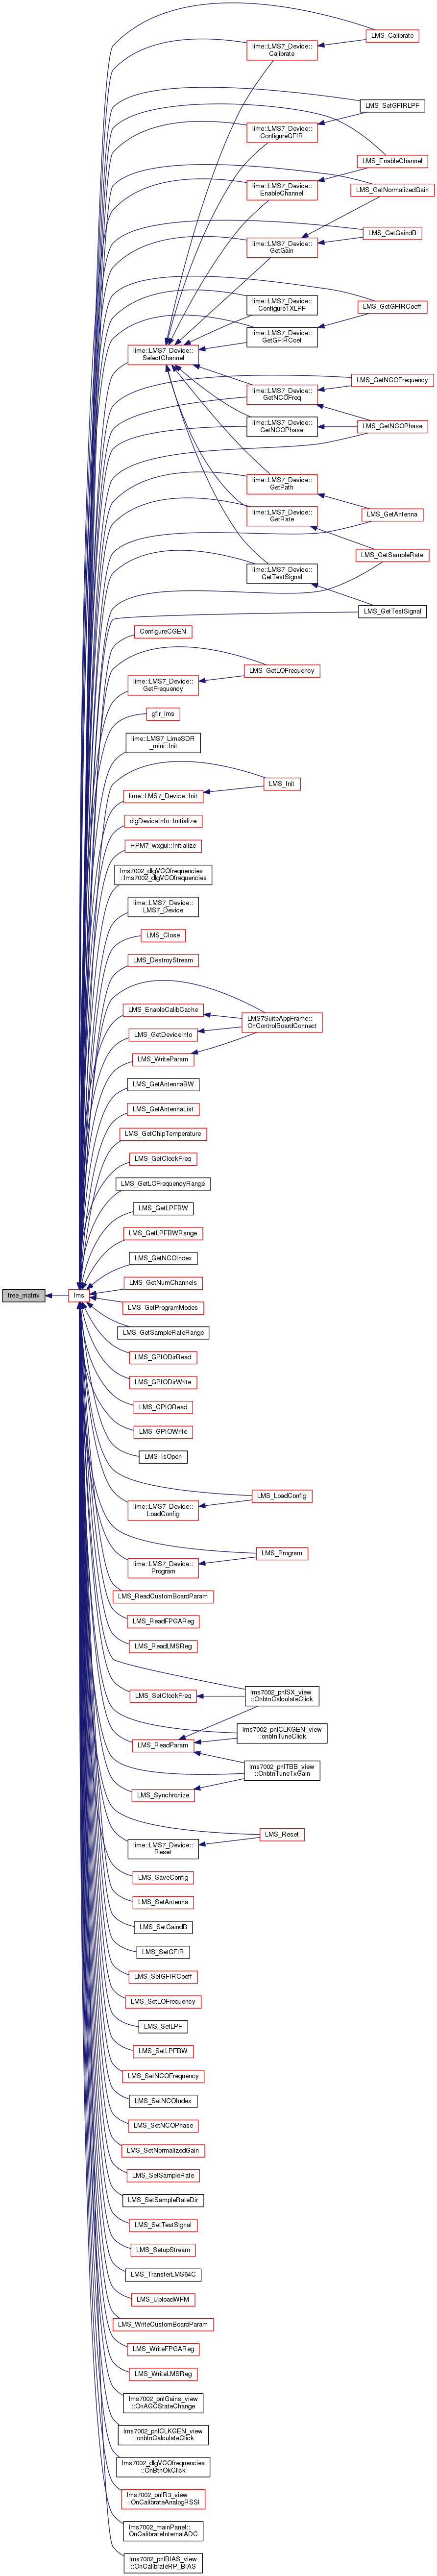 LMS_Calibrate
lime::LMS7_Device::
Calibrate
LMS_SetGFIRLPF
lime::LMS7_Device::
ConfigureGFIR
LMS_EnableChannel
lime::LMS7_Device::
EnableChannel
LMS_GetNormalizedGain
LMS_GetGaindB
lime::LMS7_Device::
GetGain
lime::LMS7_Device::
ConfigureTXLPF
LMS_GetGFIRCoeff
lime::LMS7_Device::
GetGFIRCoef
lime::LMS7_Device::
SelectChannel
LMS_GetNCOFrequency
lime::LMS7_Device::
GetNCOFreq
lime::LMS7_Device::
GetNCOPhase
LMS_GetNCOPhase
lime::LMS7_Device::
GetPath
LMS_GetAntenna
lime::LMS7_Device::
GetRate
LMS_GetSampleRate
lime::LMS7_Device::
GetTestSignal
LMS_GetTestSignal
ConfigureCGEN
LMS_GetLOFrequency
lime::LMS7_Device::
GetFrequency
gfir_lms
lime::LMS7_LimeSDR
_mini::Init
LMS_Init
lime::LMS7_Device::Init
dlgDeviceInfo::Initialize
HPM7_wxgui::Initialize
lms7002_dlgVCOfrequencies
::lms7002_dlgVCOfrequencies
lime::LMS7_Device::
LMS7_Device
LMS_Close
LMS_DestroyStream
LMS_EnableCalibCache
LMS7SuiteAppFrame::
OnControlBoardConnect
LMS_GetDeviceInfo
LMS_WriteParam
LMS_GetAntennaBW
LMS_GetAntennaList
LMS_GetChipTemperature
LMS_GetClockFreq
LMS_GetLOFrequencyRange
LMS_GetLPFBW
LMS_GetLPFBWRange
LMS_GetNCOIndex
LMS_GetNumChannels
free_matrix
lms
LMS_GetProgramModes
LMS_GetSampleRateRange
LMS_GPIODirRead
LMS_GPIODirWrite
LMS_GPIORead
LMS_GPIOWrite
LMS_IsOpen
LMS_LoadConfig
lime::LMS7_Device::
LoadConfig
LMS_Program
lime::LMS7_Device::
Program
LMS_ReadCustomBoardParam
LMS_ReadFPGAReg
LMS_ReadLMSReg
LMS_SetClockFreq
lms7002_pnlSX_view
::OnbtnCalculateClick
lms7002_pnlCLKGEN_view
::onbtnTuneClick
LMS_ReadParam
lms7002_pnlTBB_view
::OnbtnTuneTxGain
LMS_Synchronize
LMS_Reset
lime::LMS7_Device::
Reset
LMS_SaveConfig
LMS_SetAntenna
LMS_SetGaindB
LMS_SetGFIR
LMS_SetGFIRCoeff
LMS_SetLOFrequency
LMS_SetLPF
LMS_SetLPFBW
LMS_SetNCOFrequency
LMS_SetNCOIndex
LMS_SetNCOPhase
LMS_SetNormalizedGain
LMS_SetSampleRate
LMS_SetSampleRateDir
LMS_SetTestSignal
LMS_SetupStream
LMS_TransferLMS64C
LMS_UploadWFM
LMS_WriteCustomBoardParam
LMS_WriteFPGAReg
LMS_WriteLMSReg
lms7002_pnlGains_view
::OnAGCStateChange
lms7002_pnlCLKGEN_view
::onbtnCalculateClick
lms7002_dlgVCOfrequencies
::OnBtnOkClick
lms7002_pnlR3_view
::OnCalibrateAnalogRSSI
lms7002_mainPanel::
OnCalibrateInternalADC
lms7002_pnlBIAS_view
::OnCalibrateRP_BIAS